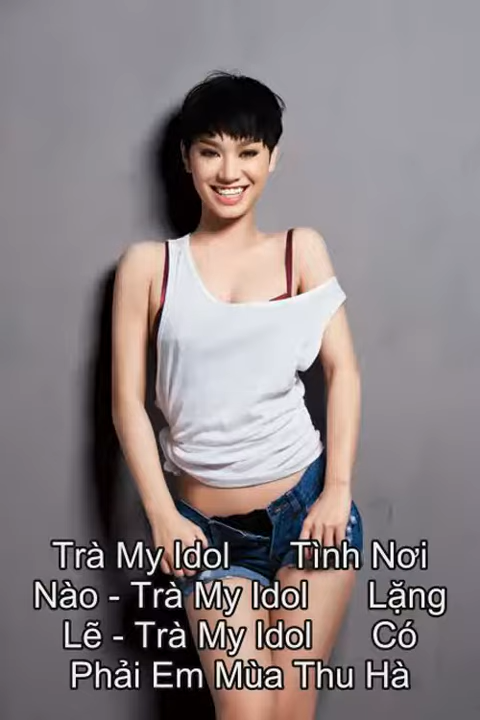 Trà My Idol Tình Nơi
Nào - Trà My Idol Lặng
Lẽ - Trà My Idol Có
Phải Em Mùa Thu Hà